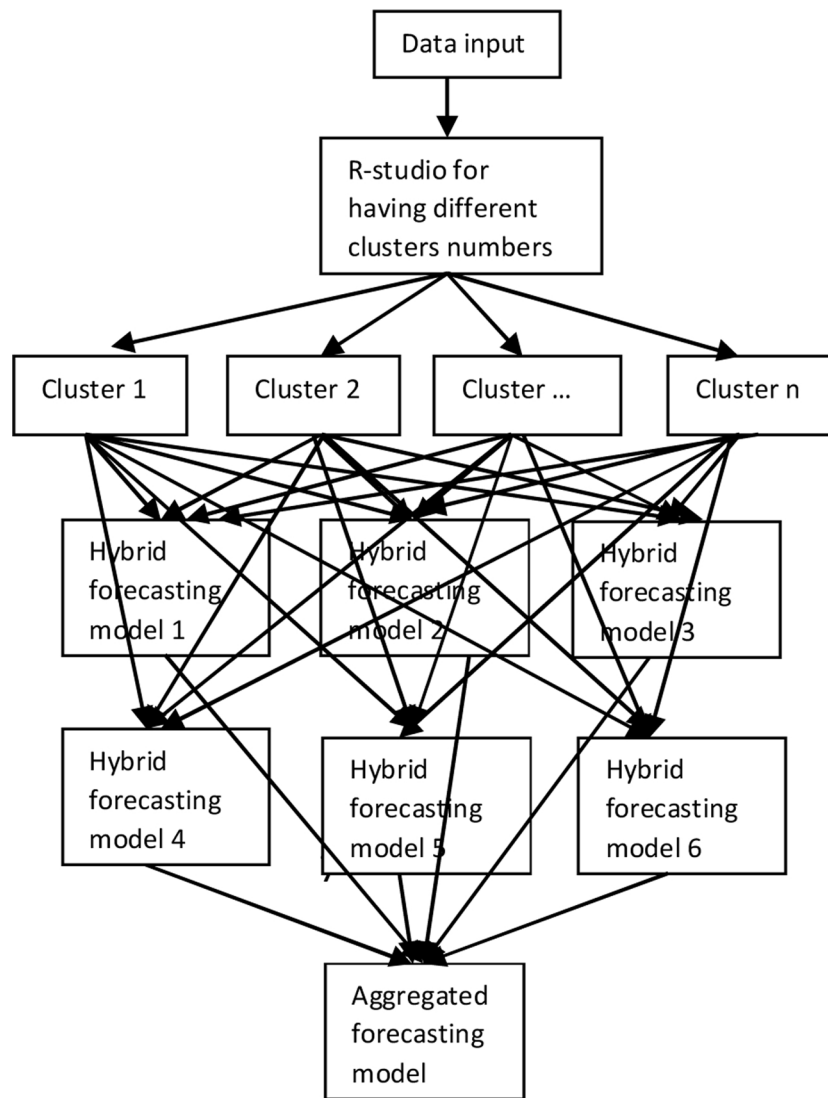 Data input
R-studio for
having different
clusters numbers
Cluster 1
Cluster 2
Cluster ...
Cluster n
Hybrid
forecasting
model 1
Hybrid
forecasting
model 2
Hybrid
forecasting
model 3
Hybrid
forecasting
model 4
Hybrid
forecasting
model 5
Hybrid
forecasting
model 6
Aggregated
forecasting
model